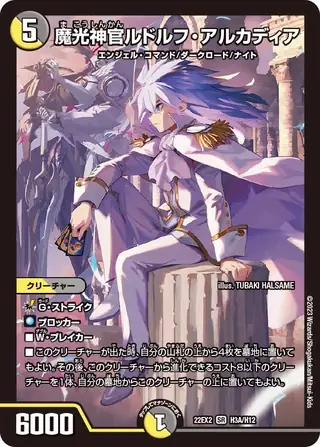 5
まこうしんかん
魔光神官ルドルフ・アルカディア
エンジェル・コマンド/ダークロード/ナイト
illus. TUBAKI HALSAME
クリーチャー
G・ストライク
ブロッカー
W・ブレイカー
■このクリーチャーが出た時、自分の山札の上から4枚を墓地に置い
てもよい。その後、このクリーチャーから進化できるコスト8以下のクリーチ
ャーを1体、自分の墓地からこのクリーチャーの上に出してもよい。
©2023 Wizards/Shogakukan/Mitsui-Kids
6000
1
22EX2 SR H3A/H12